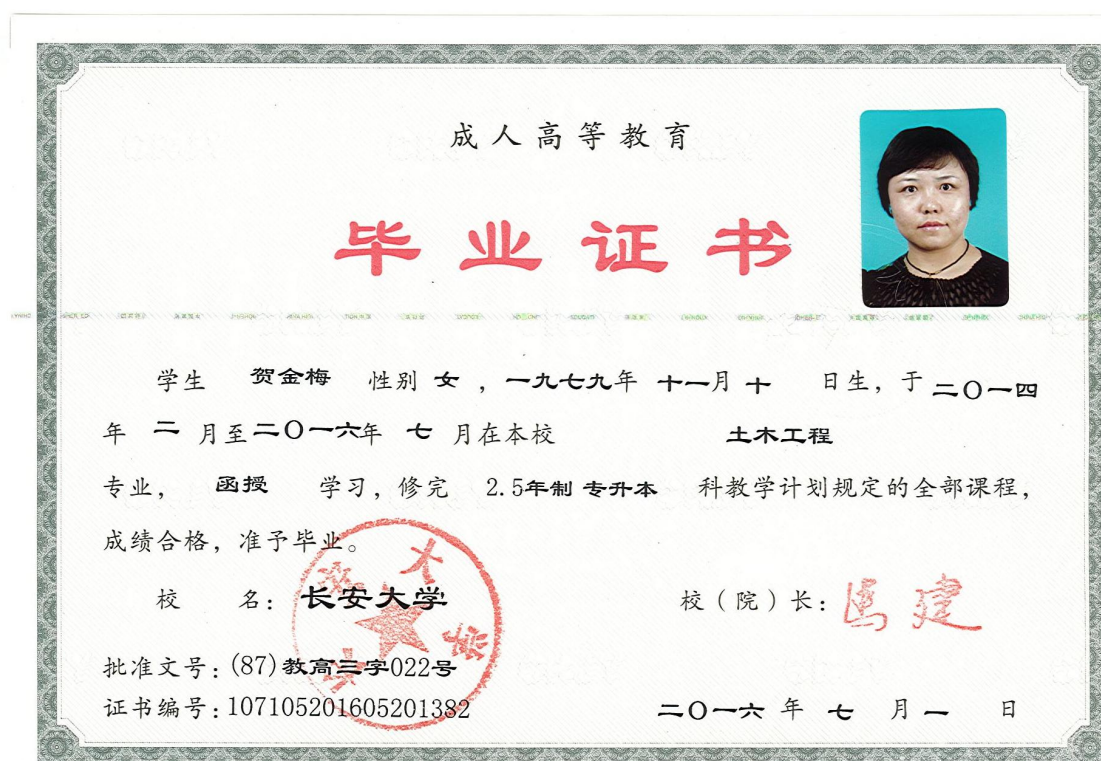 成人高等教育
毕业证书
学生 贺金梅 性别 女 ，一九七九年 十一月 十 日生，于 二〇一四
年 二 月至二〇一六年 七 月在本校 土木工程
专业， 函授 学习，修完 2.5年制 专升本 科教学计划规定的全部课程，
成绩合格，准予毕业。
校 名：长安大学 校（院）长：马建
批准文号：(87)教高三字022号
证书编号：107105201605201382
二〇一六 年 七 月 一 日
长安大学